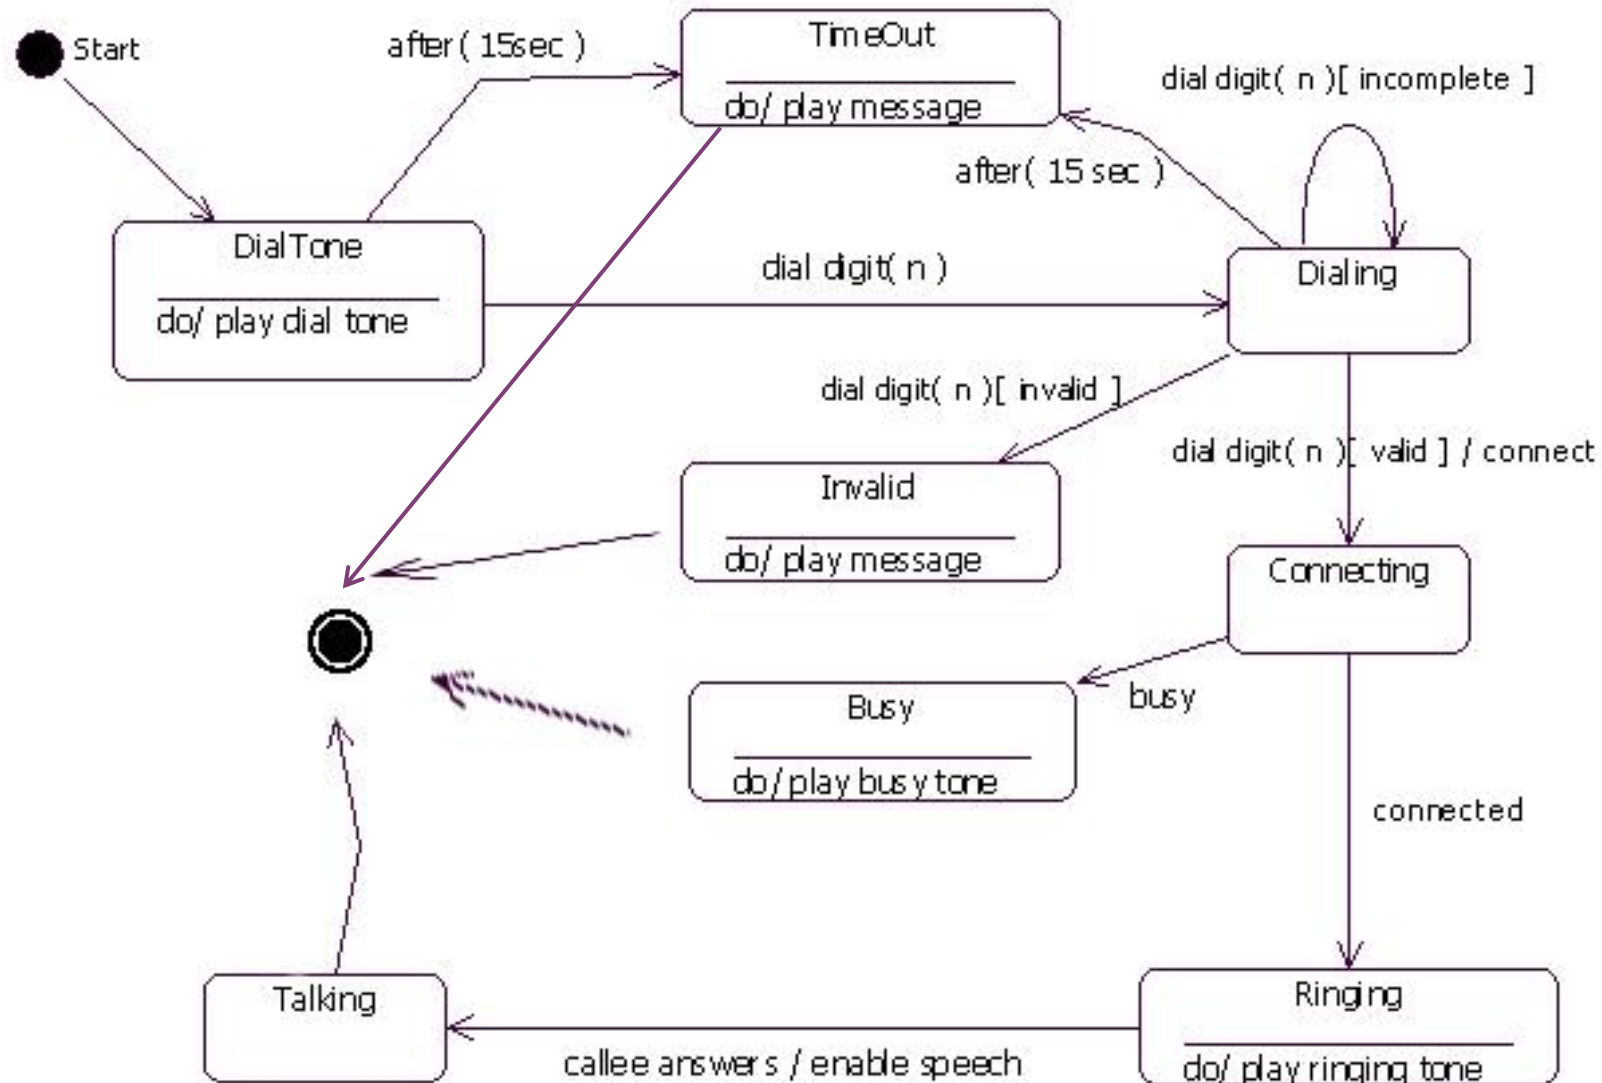 Start
after( 15sec )
TimeOut
do/ play message
dial digit( n )[ incomplete ]
after( 15 sec )
DialTone
do/ play dial tone
dial digit( n )
Dialing
dial digit( n )[ invalid ]
dial digit( n )[ valid ] / connect
Invalid
do/ play message
Connecting
busy
Busy
do/ play busy tone
connected
Talking
callee answers / enable speech
Ringing
do/ play ringing tone